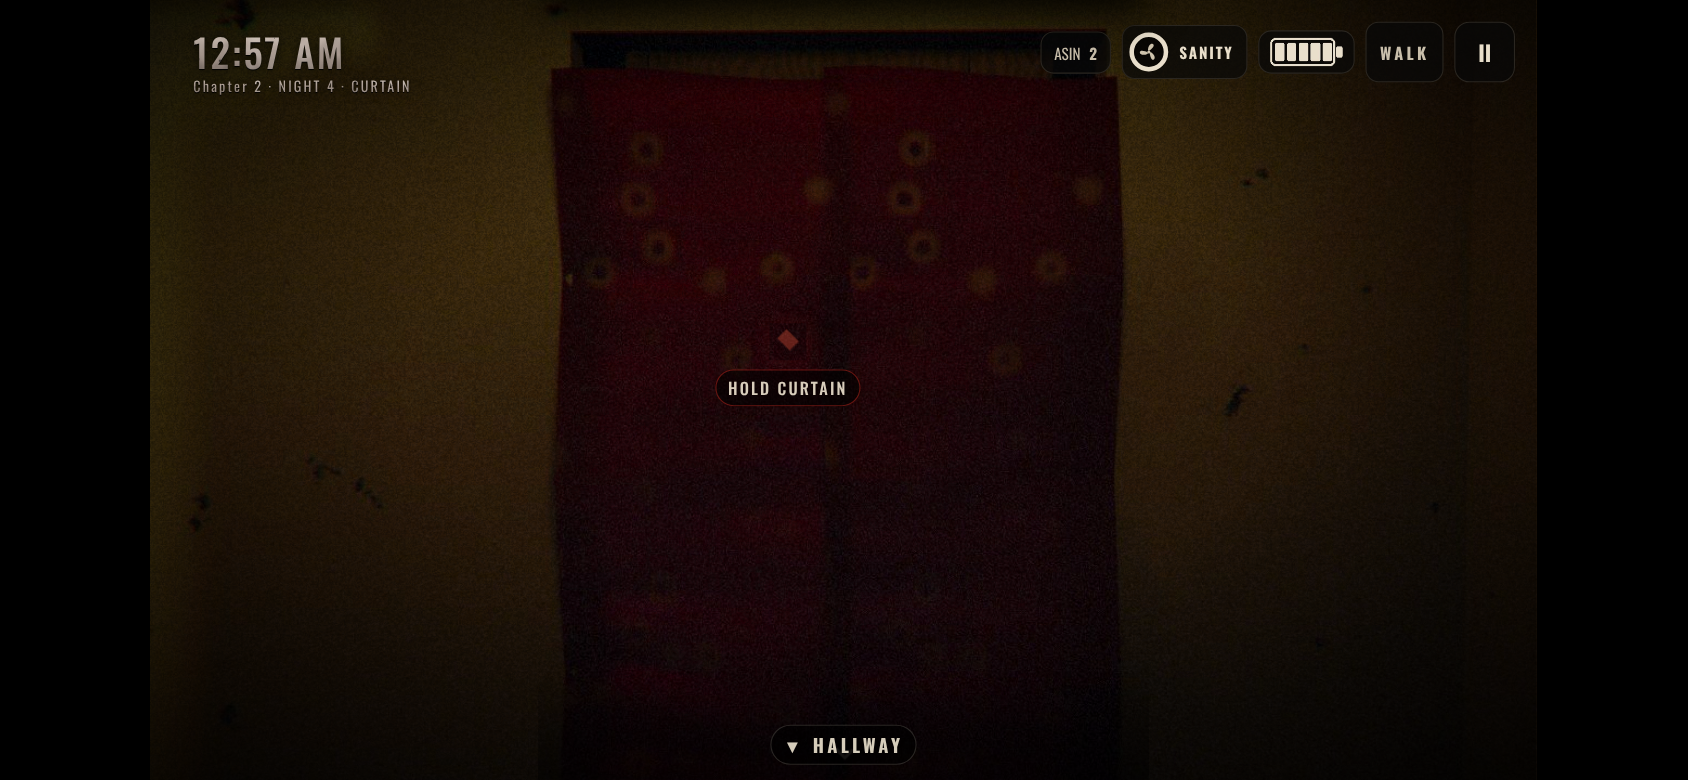 12:57 AM
Chapter 2 · NIGHT 4 · CURTAIN
ASIN 2
SANITY
WALK
HOLD CURTAIN
▼ HALLWAY